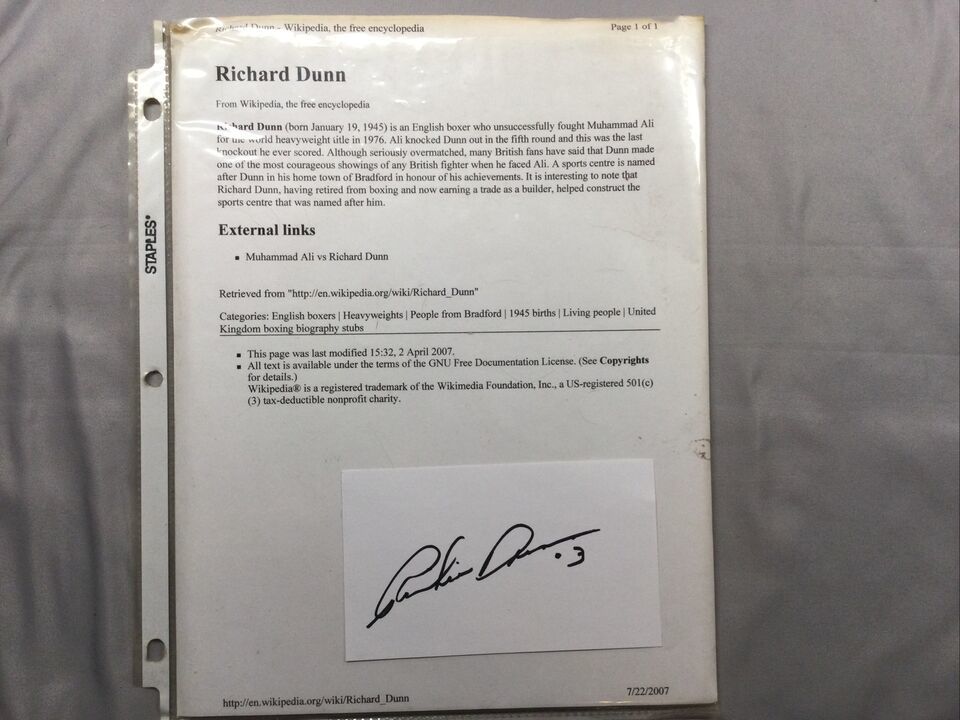 Richard Dunn - Wikipedia, the free encyclopedia
Page 1 of 1
Richard Dunn
From Wikipedia, the free encyclopedia
Richard Dunn (born January 19, 1945) is an English boxer who unsuccessfully fought Muhammad Ali
for the world heavyweight title in 1976. Ali knocked Dunn out in the fifth round and this was the last
knockout he ever scored. Although seriously overmatched, many British fans have said that Dunn made
one of the most courageous showings of any British fighter when he faced Ali. A sports centre is named
after Dunn in his home town of Bradford in honour of his achievements. It is interesting to note that
Richard Dunn, having retired from boxing and now earning a trade as a builder, helped construct the
sports centre that was named after him.
External links
▪ Muhammad Ali vs Richard Dunn
Retrieved from "http://en.wikipedia.org/wiki/Richard_Dunn"
Categories: English boxers | Heavyweights | People from Bradford | 1945 births | Living people | United
Kingdom boxing biography stubs
▪ This page was last modified 15:32, 2 April 2007.
▪ All text is available under the terms of the GNU Free Documentation License. (See Copyrights
for details.)
Wikipedia® is a registered trademark of the Wikimedia Foundation, Inc., a US-registered 501(c)
(3) tax-deductible nonprofit charity.
Dunn .3
http://en.wikipedia.org/wiki/Richard_Dunn
7/22/2007
STAPLES®